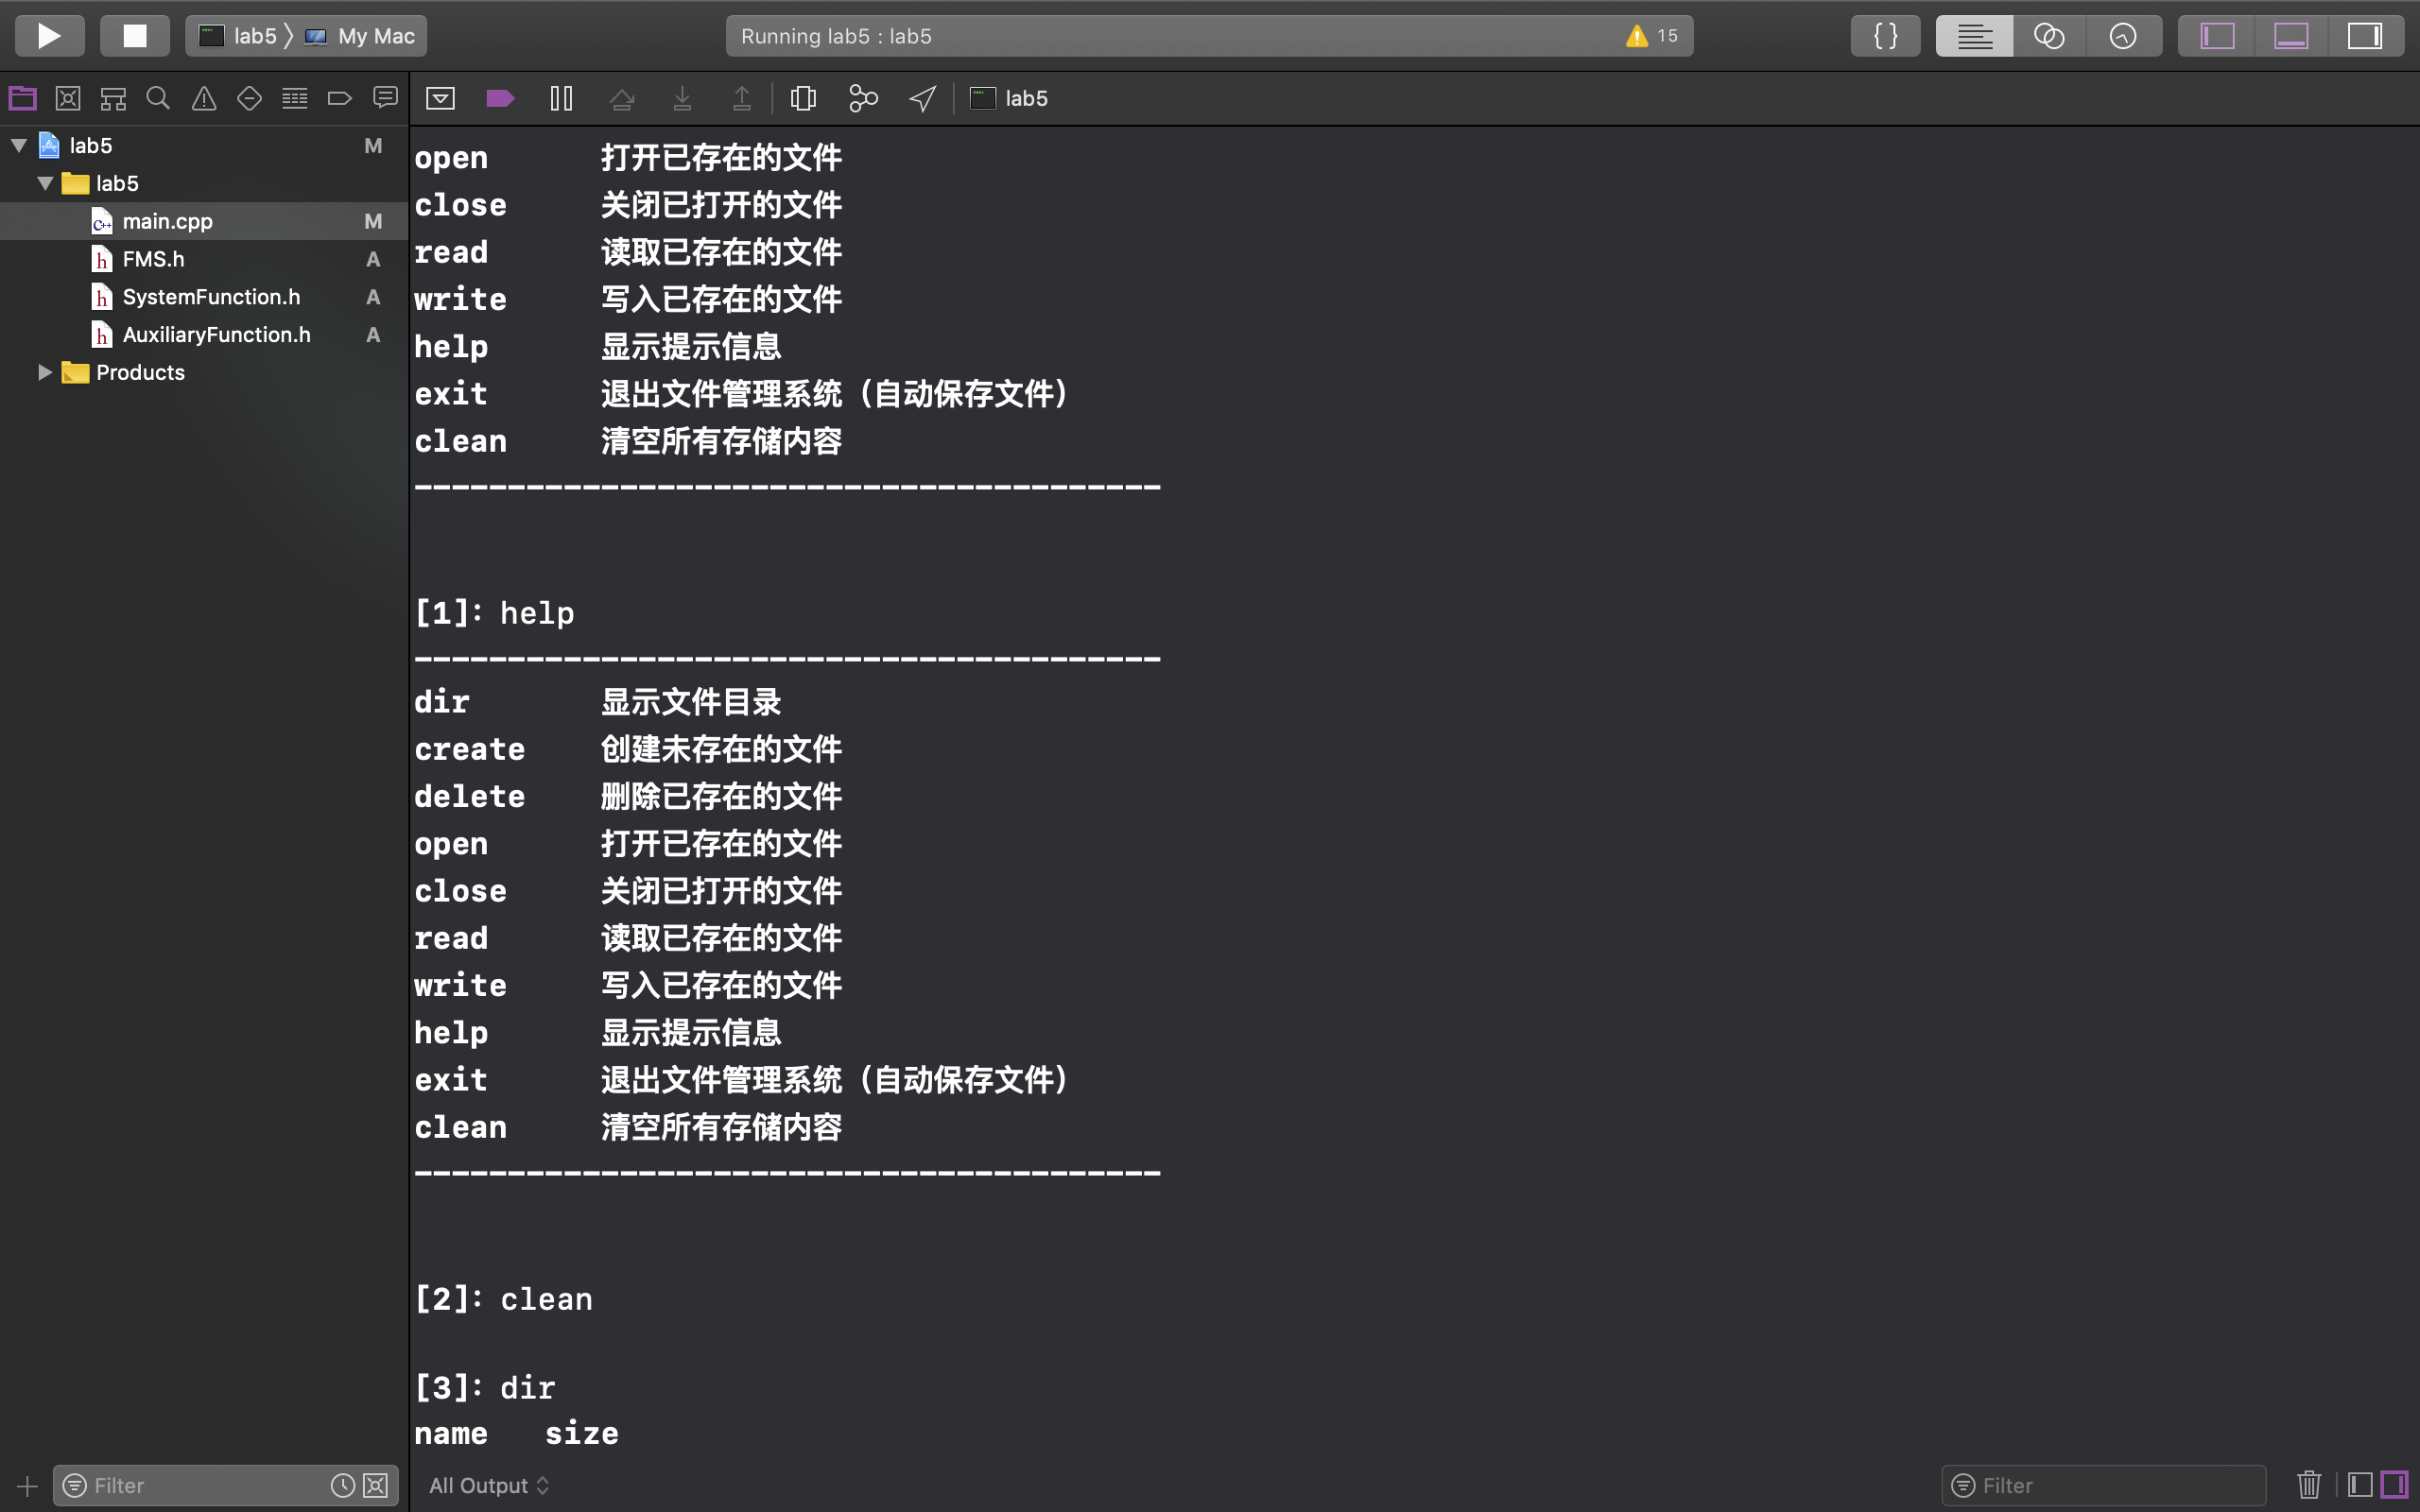 lab5 〉 My Mac
Running lab5 : lab5
15
{ }
lab5
lab5 M
lab5
main.cpp M
FMS.h A
SystemFunction.h A
AuxiliaryFunction.h A
Products
open 打开已存在的文件
close 关闭已打开的文件
read 读取已存在的文件
write 写入已存在的文件
help 显示提示信息
exit 退出文件管理系统（自动保存文件）
clean 清空所有存储内容
----------------------------------------
[1]：help
----------------------------------------
dir 显示文件目录
create 创建未存在的文件
delete 删除已存在的文件
open 打开已存在的文件
close 关闭已打开的文件
read 读取已存在的文件
write 写入已存在的文件
help 显示提示信息
exit 退出文件管理系统（自动保存文件）
clean 清空所有存储内容
----------------------------------------
[2]：clean
[3]：dir
name size
Filter
All Output
Filter